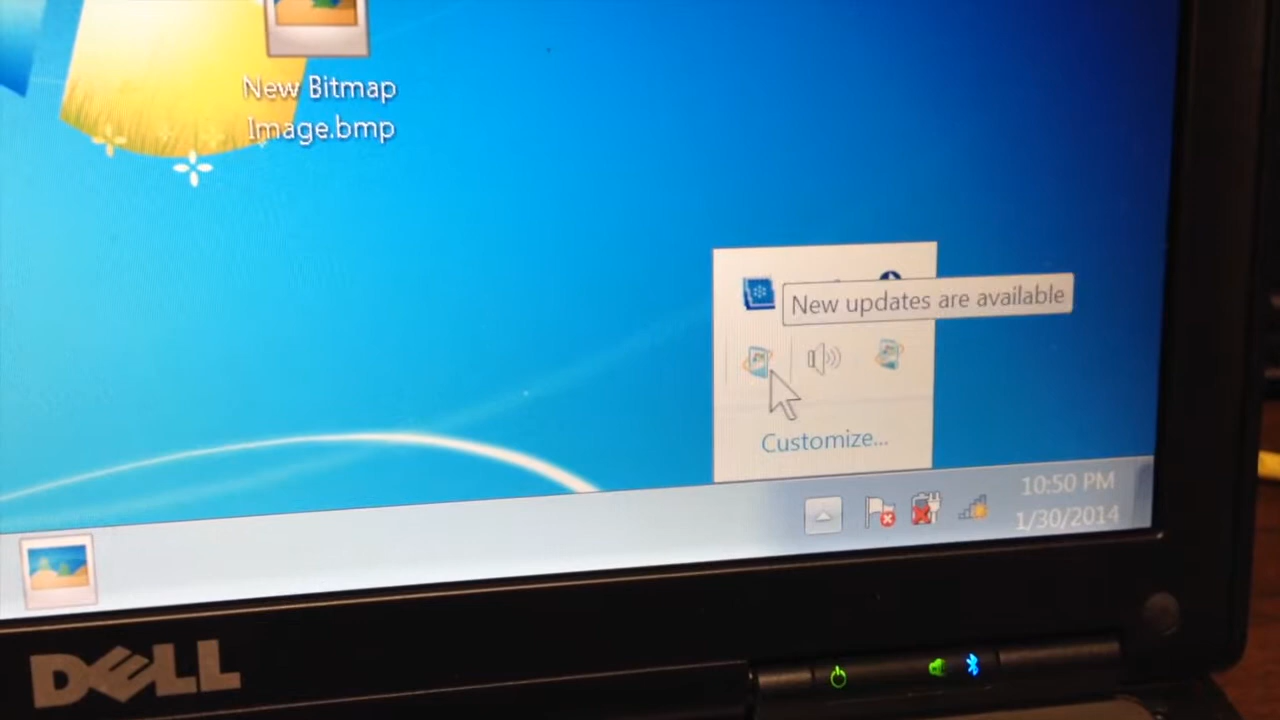 New Bitmap
Image.bmp
New updates are available
Customize...
10:50 PM
1/30/2014
DELL